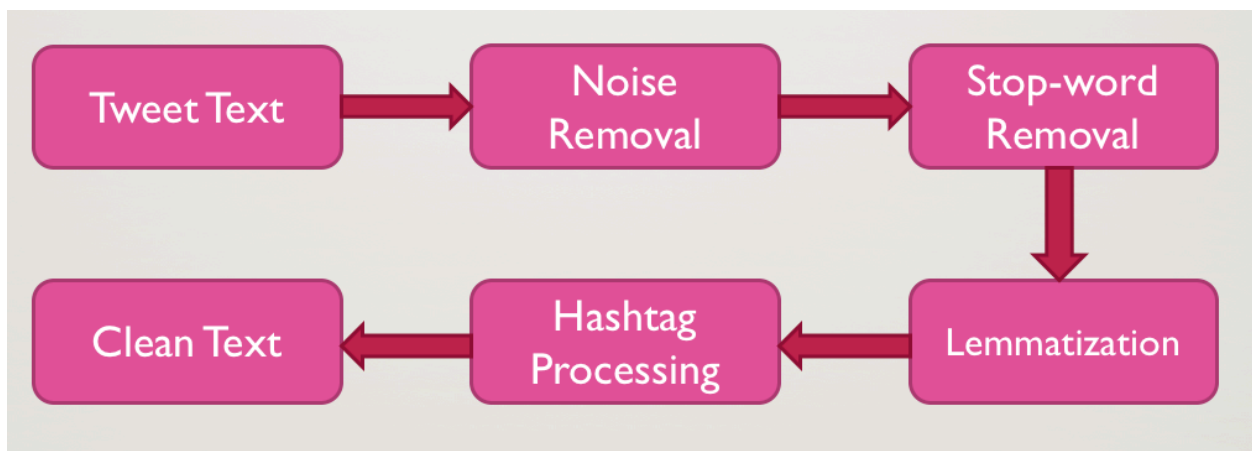 Tweet Text
Noise
Removal
Stop-word
Removal
Lemmatization
Hashtag
Processing
Clean Text